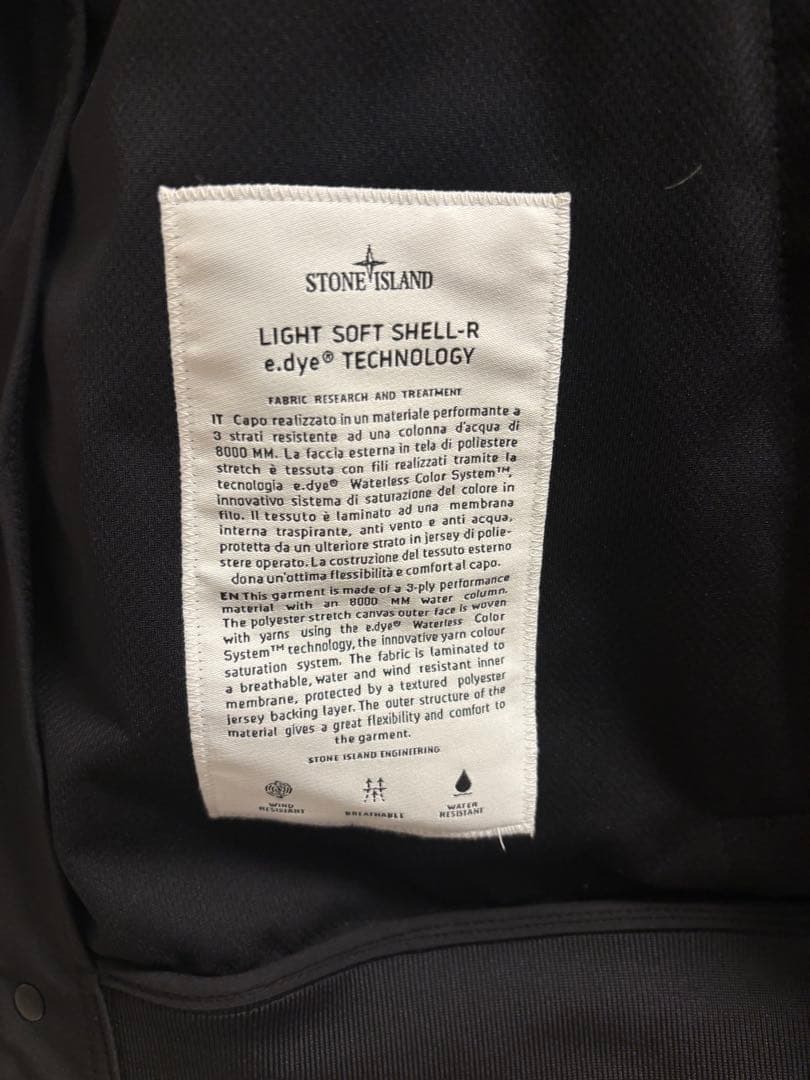 STONE ISLAND
LIGHT SOFT SHELL-R
e.dye® TECHNOLOGY
FABRIC RESEARCH AND TREATMENT
IT Capo realizzato in un materiale performante a
3 strati resistente ad una colonna d'acqua di
8000 MM. La faccia esterna in tela di poliestere
stretch è tessuta con fili realizzati tramite la
tecnologia e.dye® Waterless Color System™,
innovativo sistema di saturazione del colore in
filo. Il tessuto è laminato ad una membrana
interna traspirante, anti vento e anti acqua,
protetta da un ulteriore strato in jersey di polie-
stere operato. La costruzione del tessuto esterno
dona un'ottima flessibilità e comfort al capo.
EN This garment is made of a 3-ply performance
material with an 8000 MM water column.
The polyester stretch canvas outer face is woven
with yarns using the e.dye® Waterless Color
System™ technology, the innovative yarn colour
saturation system. The fabric is laminated to
a breathable, water and wind resistant inner
membrane, protected by a textured polyester
jersey backing layer. The outer structure of the
material gives a great flexibility and comfort to
the garment.
STONE ISLAND ENGINEERING
WIND
RESISTANT
BREATHABLE
WATER
RESISTANT